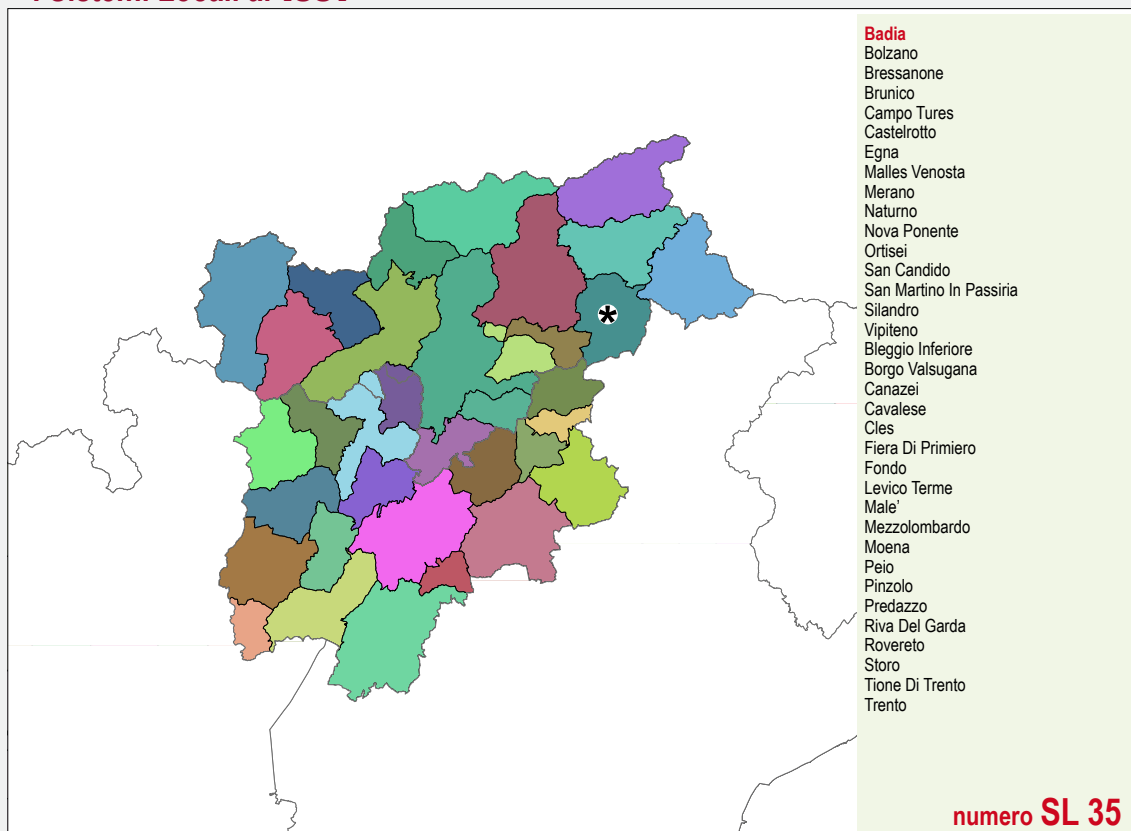 Badia
Bolzano
Bressanone
Brunico
Campo Tures
Castelrotto
Egna
Malles Venosta
Merano
Naturno
Nova Ponente
Ortisei
San Candido
San Martino In Passiria
Silandro
Vipiteno
Bleggio Inferiore
Borgo Valsugana
Canazei
Cavalese
Cles
Fiera Di Primiero
Fondo
Levico Terme
Male'
Mezzolombardo
Moena
Peio
Pinzolo
Predazzo
Riva Del Garda
Rovereto
Storo
Tione Di Trento
Trento
numero SL 35